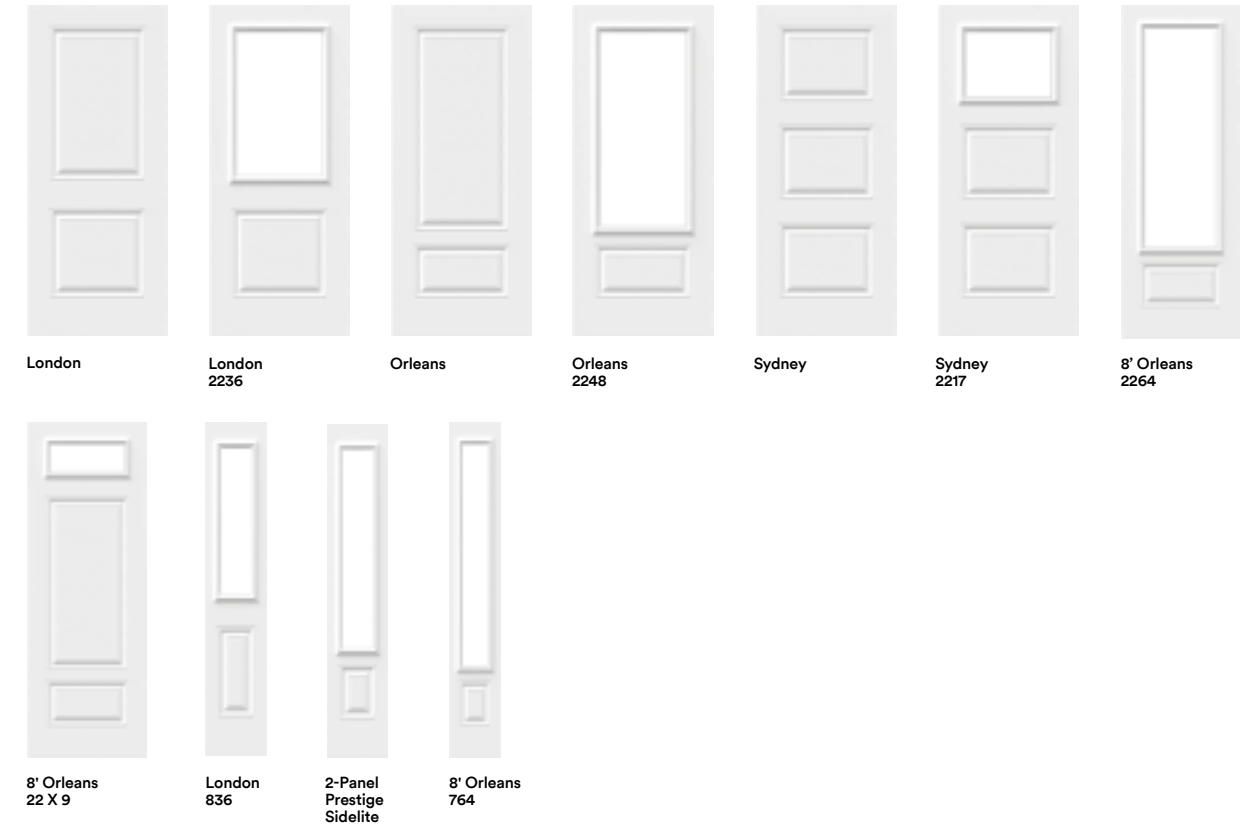 London
London
2236
Orleans
Orleans
2248
Sydney
Sydney
2217
8’ Orleans
2264
8' Orleans
22 X 9
London
836
2-Panel
Prestige
Sidelite
8' Orleans
764